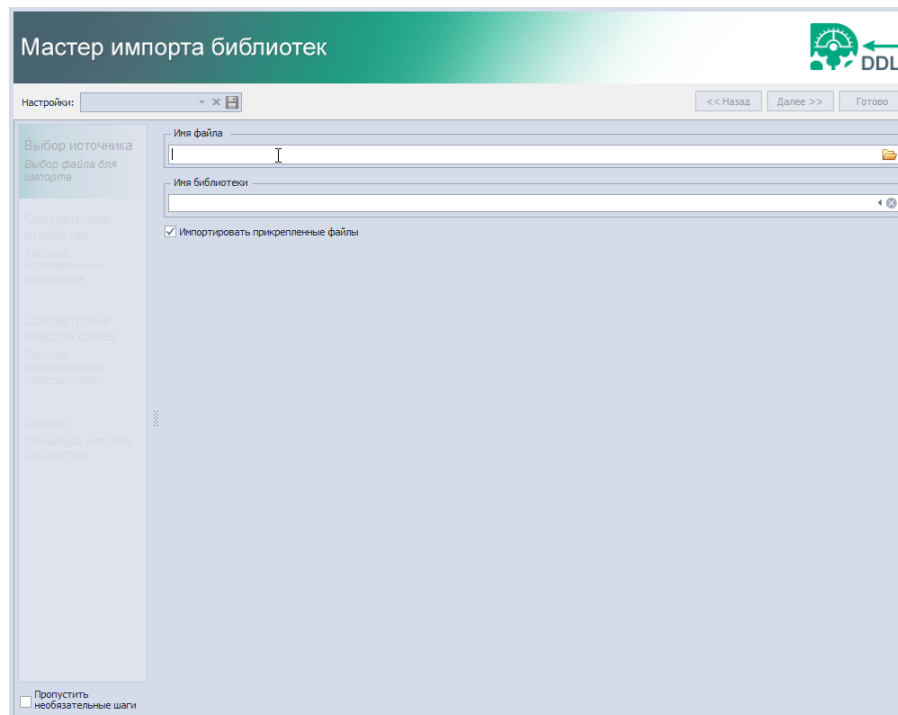 Мастер импорта библиотек
DDL
Настройки:
<< Назад
Далее >>
Готово
Выбор источника
Выбор файла для
импорта
Соответствие
атрибутов
Таблица
соответствия
атрибутов
Соответствие
классов слоев
Таблица
соответствия
классов слоев
Импорт
Процедура импорта
библиотеки
Имя файла
Имя библиотеки
Импортировать прикрепленные файлы
Пропустить
необязательные шаги